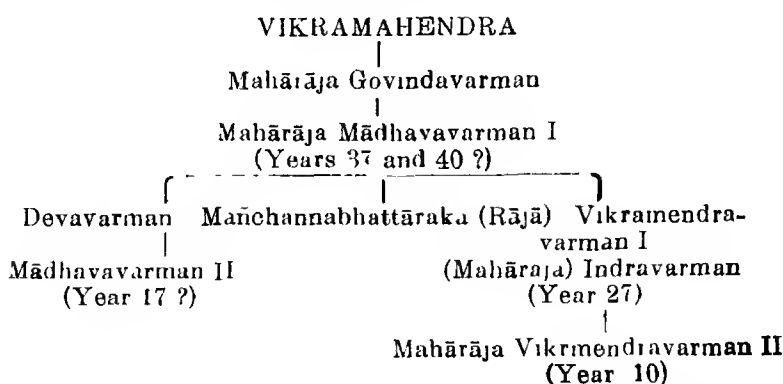 VIKRAMAHENDRA
Mahārāja Govindavarman
Mahārāja Mādhavavarman I
(Years 37 and 40 ?)
Devavarman Mañchannabhattāraka (Rājā) Vikramendra-
varman I
Mādhavavarman II (Mahāraja) Indravarman
(Year 17 ?) (Year 27)
Mahārāja Vikrmendravarman II
(Year 10)